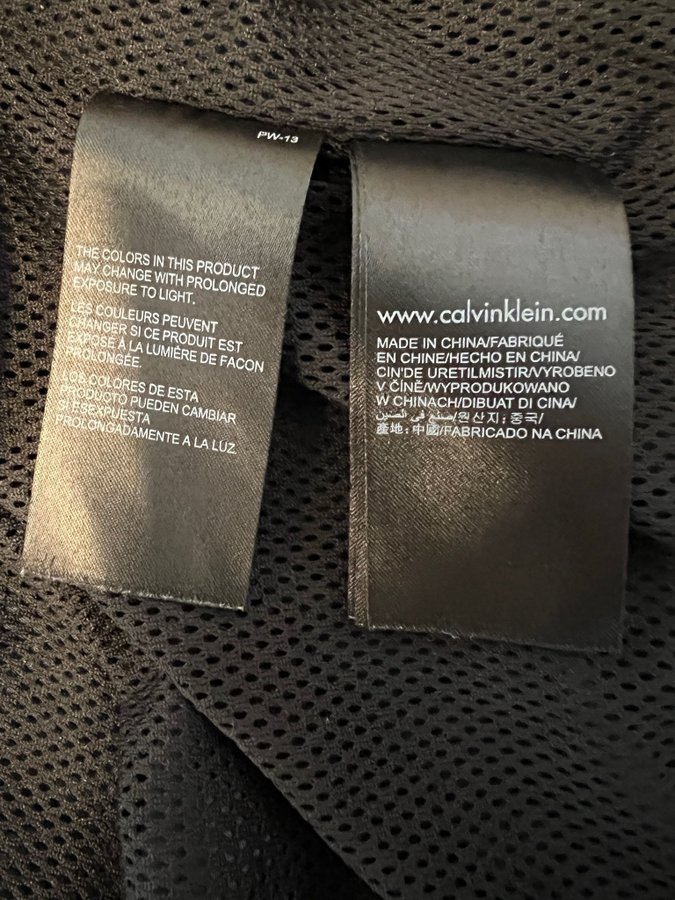 PW-13
THE COLORS IN THIS PRODUCT
MAY CHANGE WITH PROLONGED
EXPOSURE TO LIGHT.
LES COULEURS PEUVENT
CHANGER SI CE PRODUIT EST
EXPOSÉ À LA LUMIÈRE DE FACON
PROLONGÉE.
LOS COLORES DE ESTA
PRODUCTO PUEDEN CAMBIAR
SI ESEXPUESTA
PROLONGADAMENTE A LA LUZ.
www.calvinklein.com
MADE IN CHINA/FABRIQUÉ
EN CHINE/HECHO EN CHINA/
CIN'DE URETILMISTIR/VYROBENO
V ČÍNĚ/WYPRODUKOWANO
W CHINACH/DIBUAT DI CINA/
صنع في الصين/원산지: 중국/
產地: 中國/FABRICADO NA CHINA